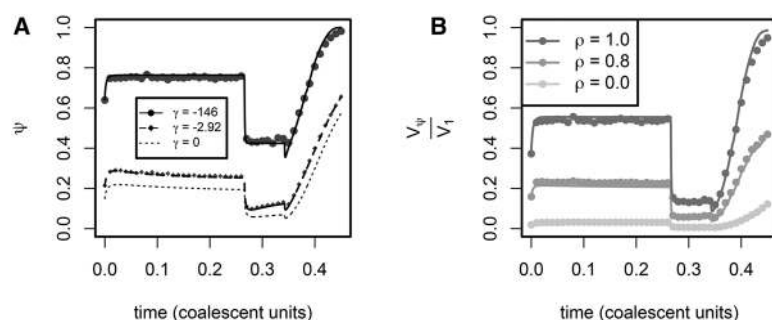 A
B
ψ
0.0 0.2 0.4 0.6 0.8 1.0
γ = -146
γ = -2.92
γ = 0
0.0 0.1 0.2 0.3 0.4
time (coalescent units)
Vψ
V1
0.0 0.2 0.4 0.6 0.8 1.0
ρ = 1.0
ρ = 0.8
ρ = 0.0
0.0 0.1 0.2 0.3 0.4
time (coalescent units)